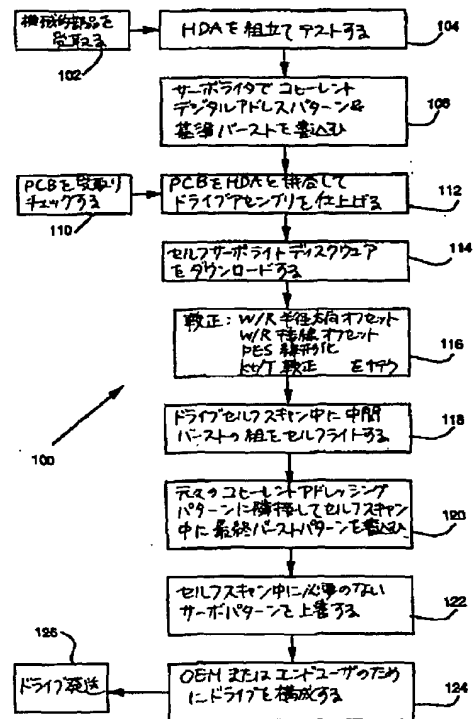 機械的部品を
受取る
102
HDAを組立てテストする
104
サーボライタでコヒーレント
デジタルアドレスパターン&
基準バーストを書込む
106
PCBを受取り
チェックする
110
PCBをHDAと併合して
ドライブアセンブリを仕上げる
112
セルフサーボライトディスクウェア
をダウンロードする
114
較正: W/R 半径方向オフセット
W/R 接線オフセット
PES 線形化
Kt/J 較正 を行う
116
100
ドライブセルフスキャン中に中間
バーストの組をセルフライトする
118
元々のコヒーレントアドレッシング
パターンに隣接してセルフスキャン
中に最終バーストパターンを書込む
120
セルフスキャン中に必要のない
サーボパターンを上書する
122
126
ドライブ発送
OEMまたはエンドユーザのため
にドライブを構成する
124